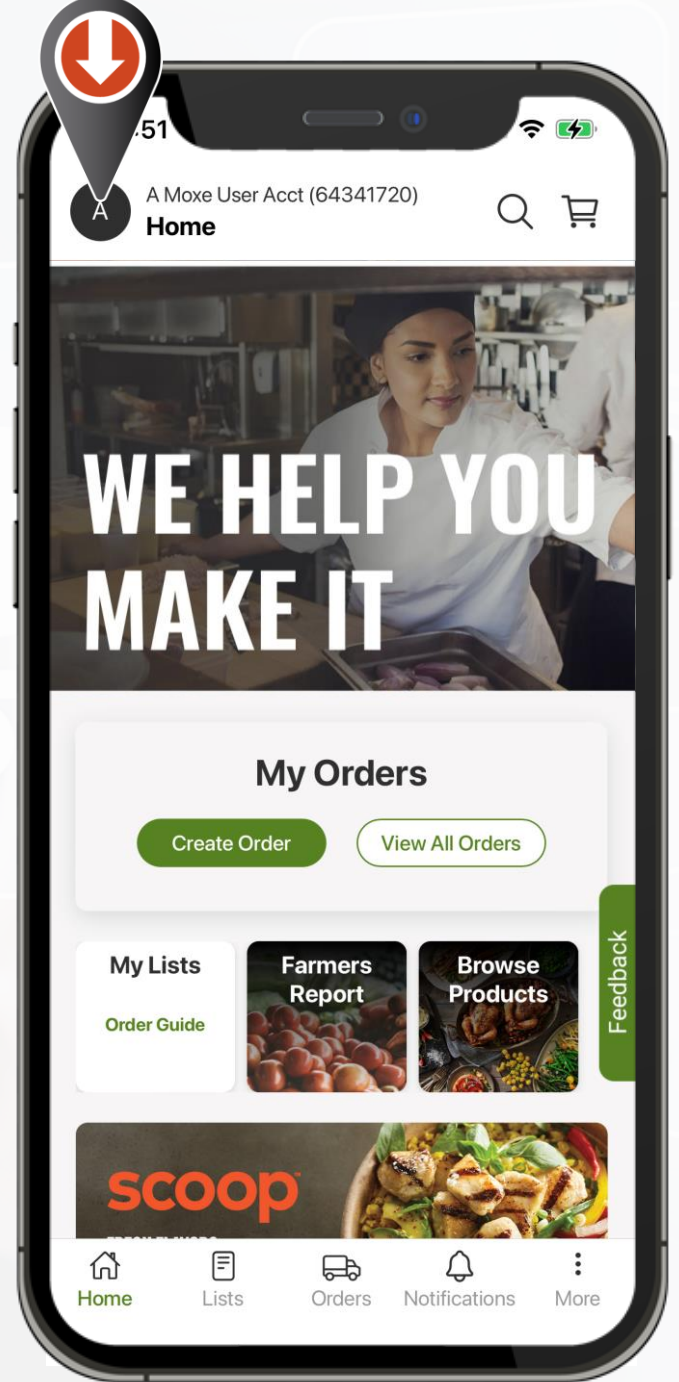 :51
A
A Moxe User Acct (64341720)
Home
WE HELP YOU
MAKE IT
My Orders
Create Order
View All Orders
Feedback
My Lists
Order Guide
Farmers
Report
Browse
Products
scoop™
Home
Lists
Orders
Notifications
More